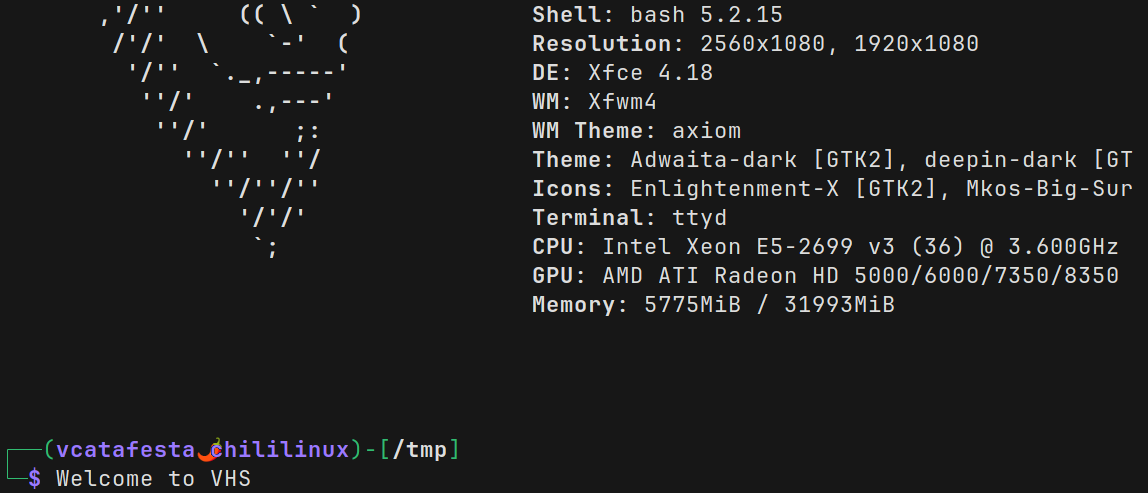 Shell: bash 5.2.15
Resolution: 2560x1080, 1920x1080
DE: Xfce 4.18
WM: Xfwm4
WM Theme: axiom
Theme: Adwaita-dark [GTK2], deepin-dark [GT
Icons: Enlightenment-X [GTK2], Mkos-Big-Sur
Terminal: ttyd
CPU: Intel Xeon E5-2699 v3 (36) @ 3.600GHz
GPU: AMD ATI Radeon HD 5000/6000/7350/8350
Memory: 5775MiB / 31993MiB
(vcatafesta🌶chililinux)-[/tmp]
$ Welcome to VHS